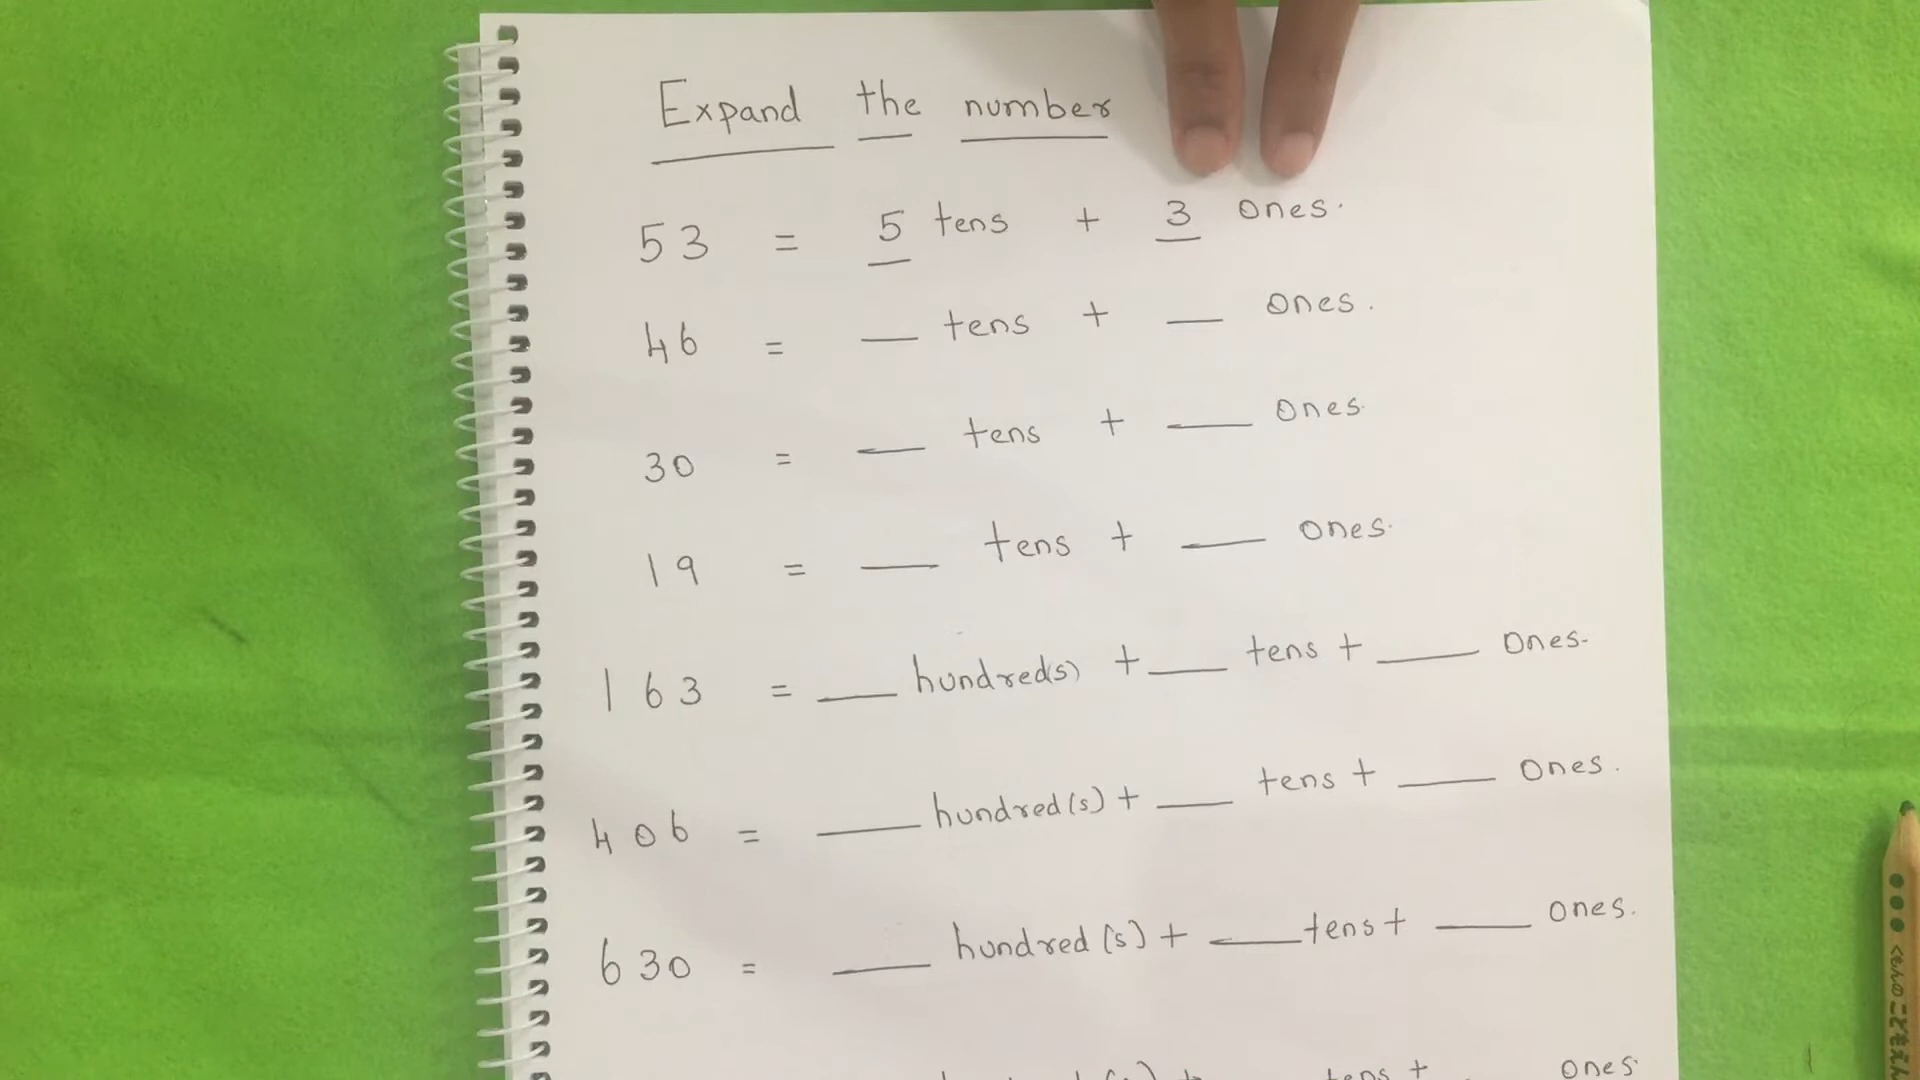 Expand the number
53 = 5 tens + 3 ones.
46 = __ tens + __ ones.
30 = __ tens + __ ones.
19 = __ tens + __ ones.
163 = __ hundred(s) + __ tens + __ ones.
406 = __ hundred(s) + __ tens + __ ones.
630 = __ hundred(s) + __ tens + __ ones.
tens + ones.